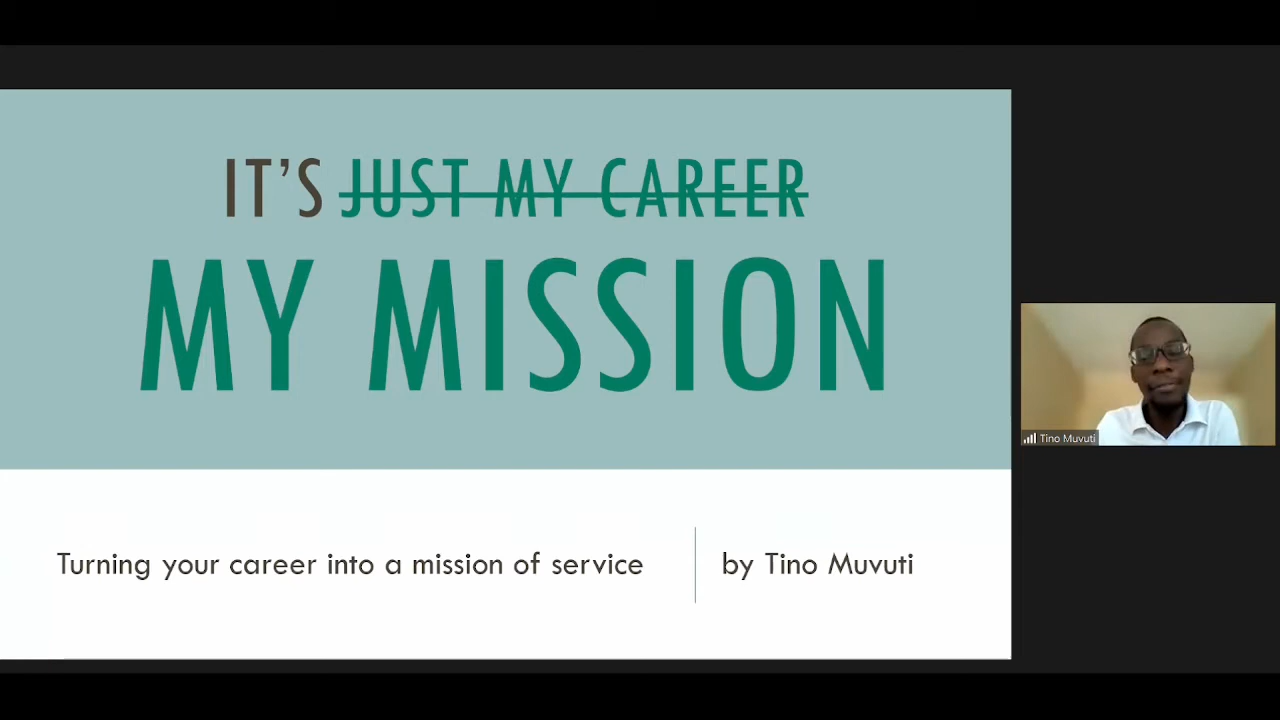 IT'S JUST MY CAREER
MY MISSION
Turning your career into a mission of service
by Tino Muvuti
Tino Muvuti